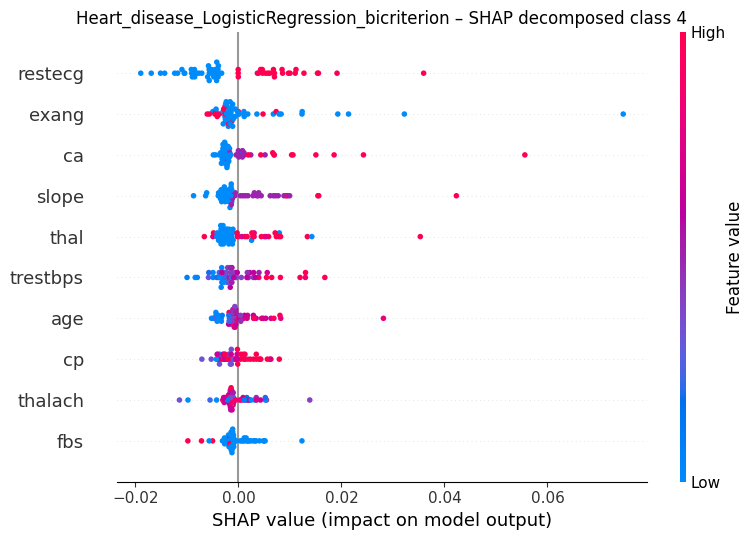 Heart_disease_LogisticRegression_bicriterion – SHAP decomposed class 4
High
restecg
exang
ca
slope
thal
trestbps
age
cp
thalach
fbs
Feature value
Low
−0.02 0.00 0.02 0.04 0.06
SHAP value (impact on model output)